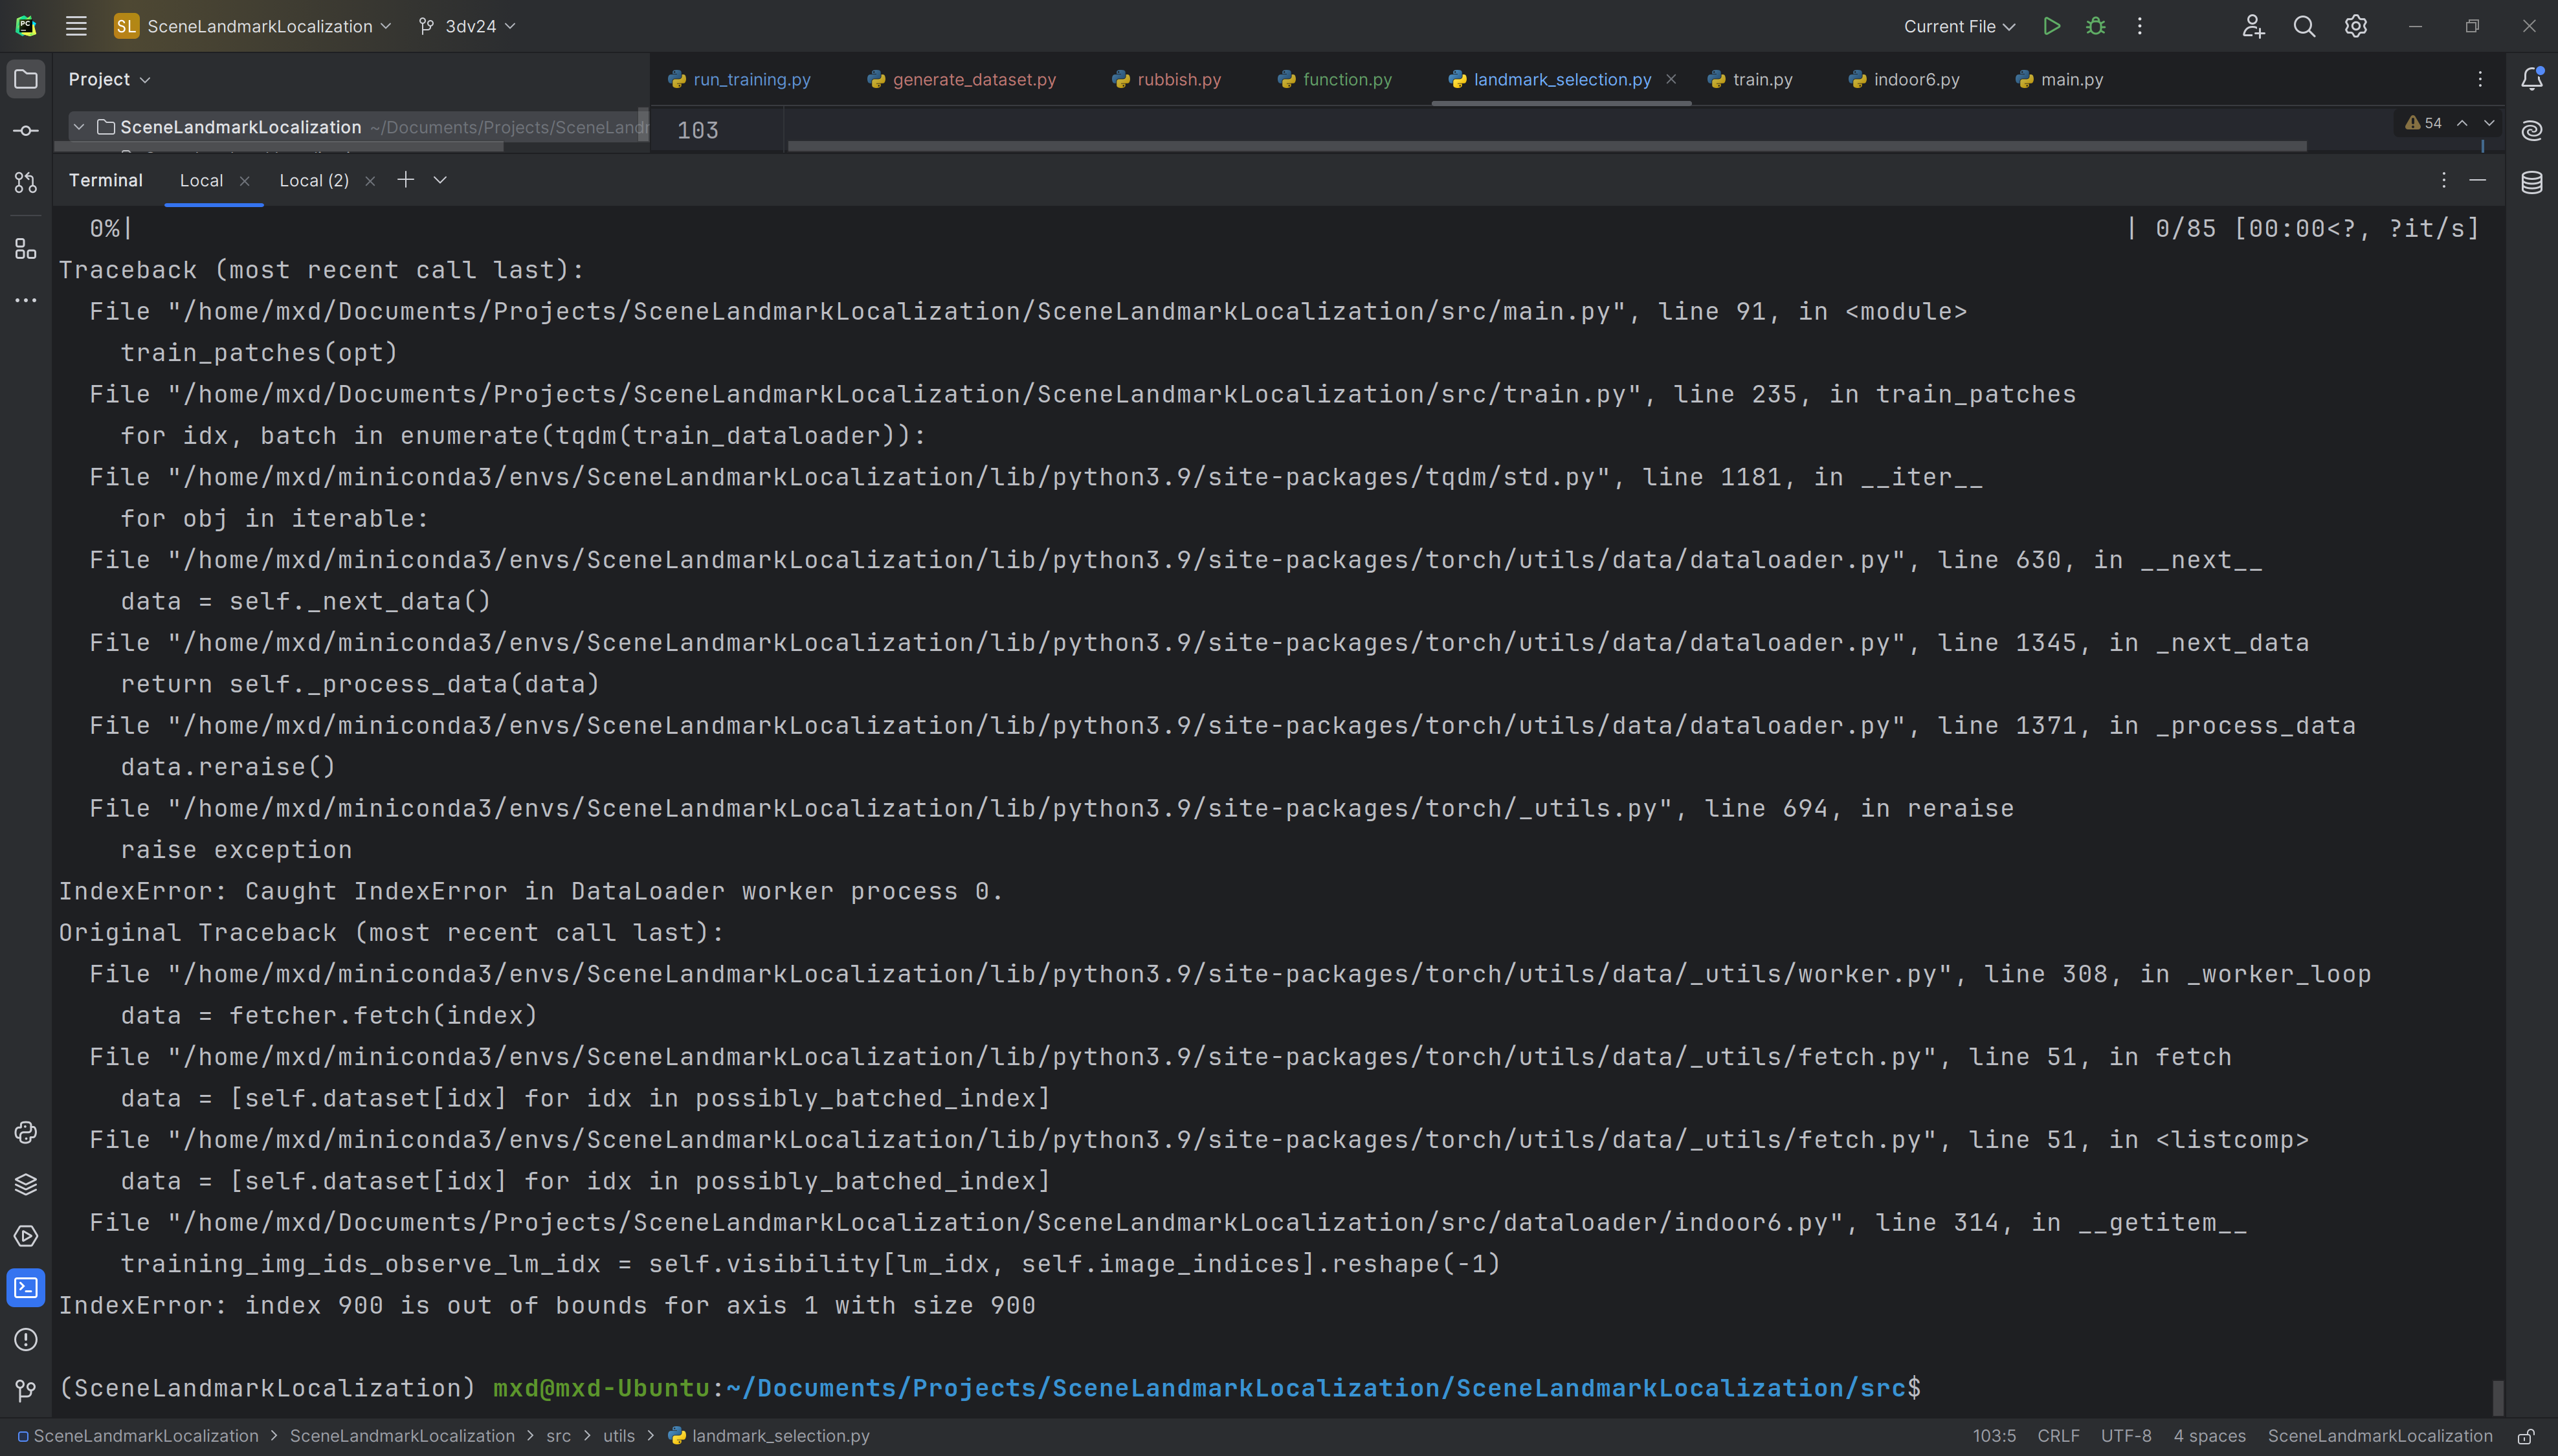 SL SceneLandmarkLocalization 3dv24 Current File
Project run_training.py generate_dataset.py rubbish.py function.py landmark_selection.py train.py indoor6.py main.py
SceneLandmarkLocalization ~/Documents/Projects/SceneLandm 103 54
Terminal Local Local (2)
0%| | 0/85 [00:00<?, ?it/s]
Traceback (most recent call last):
File "/home/mxd/Documents/Projects/SceneLandmarkLocalization/SceneLandmarkLocalization/src/main.py", line 91, in <module>
train_patches(opt)
File "/home/mxd/Documents/Projects/SceneLandmarkLocalization/SceneLandmarkLocalization/src/train.py", line 235, in train_patches
for idx, batch in enumerate(tqdm(train_dataloader)):
File "/home/mxd/miniconda3/envs/SceneLandmarkLocalization/lib/python3.9/site-packages/tqdm/std.py", line 1181, in __iter__
for obj in iterable:
File "/home/mxd/miniconda3/envs/SceneLandmarkLocalization/lib/python3.9/site-packages/torch/utils/data/dataloader.py", line 630, in __next__
data = self._next_data()
File "/home/mxd/miniconda3/envs/SceneLandmarkLocalization/lib/python3.9/site-packages/torch/utils/data/dataloader.py", line 1345, in _next_data
return self._process_data(data)
File "/home/mxd/miniconda3/envs/SceneLandmarkLocalization/lib/python3.9/site-packages/torch/utils/data/dataloader.py", line 1371, in _process_data
data.reraise()
File "/home/mxd/miniconda3/envs/SceneLandmarkLocalization/lib/python3.9/site-packages/torch/_utils.py", line 694, in reraise
raise exception
IndexError: Caught IndexError in DataLoader worker process 0.
Original Traceback (most recent call last):
File "/home/mxd/miniconda3/envs/SceneLandmarkLocalization/lib/python3.9/site-packages/torch/utils/data/_utils/worker.py", line 308, in _worker_loop
data = fetcher.fetch(index)
File "/home/mxd/miniconda3/envs/SceneLandmarkLocalization/lib/python3.9/site-packages/torch/utils/data/_utils/fetch.py", line 51, in fetch
data = [self.dataset[idx] for idx in possibly_batched_index]
File "/home/mxd/miniconda3/envs/SceneLandmarkLocalization/lib/python3.9/site-packages/torch/utils/data/_utils/fetch.py", line 51, in <listcomp>
data = [self.dataset[idx] for idx in possibly_batched_index]
File "/home/mxd/Documents/Projects/SceneLandmarkLocalization/SceneLandmarkLocalization/src/dataloader/indoor6.py", line 314, in __getitem__
training_img_ids_observe_lm_idx = self.visibility[lm_idx, self.image_indices].reshape(-1)
IndexError: index 900 is out of bounds for axis 1 with size 900
(SceneLandmarkLocalization) mxd@mxd-Ubuntu:~/Documents/Projects/SceneLandmarkLocalization/SceneLandmarkLocalization/src$
SceneLandmarkLocalization > SceneLandmarkLocalization > src > utils > landmark_selection.py 103:5 CRLF UTF-8 4 spaces SceneLandmarkLocalization